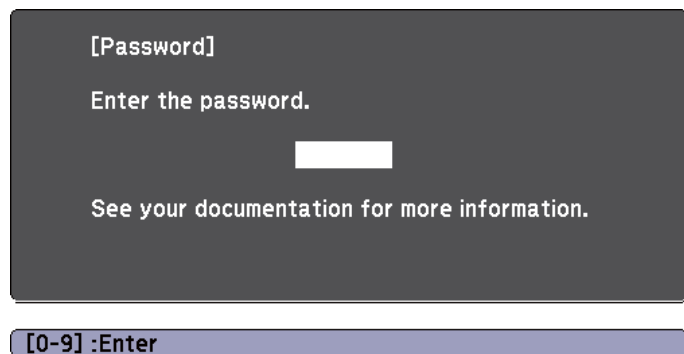 [Password]
Enter the password.
See your documentation for more information.
[0-9] :Enter